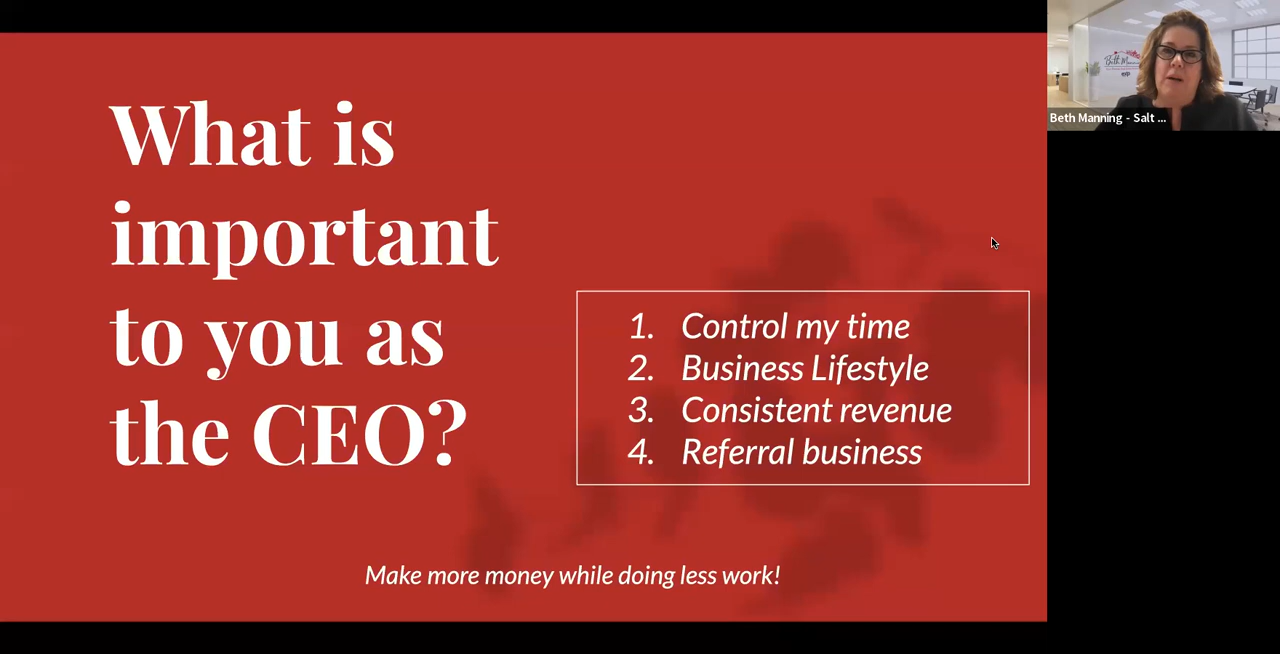 What is
important
to you as
the CEO?
1. Control my time
2. Business Lifestyle
3. Consistent revenue
4. Referral business
Make more money while doing less work!
Beth Manning - Salt ...